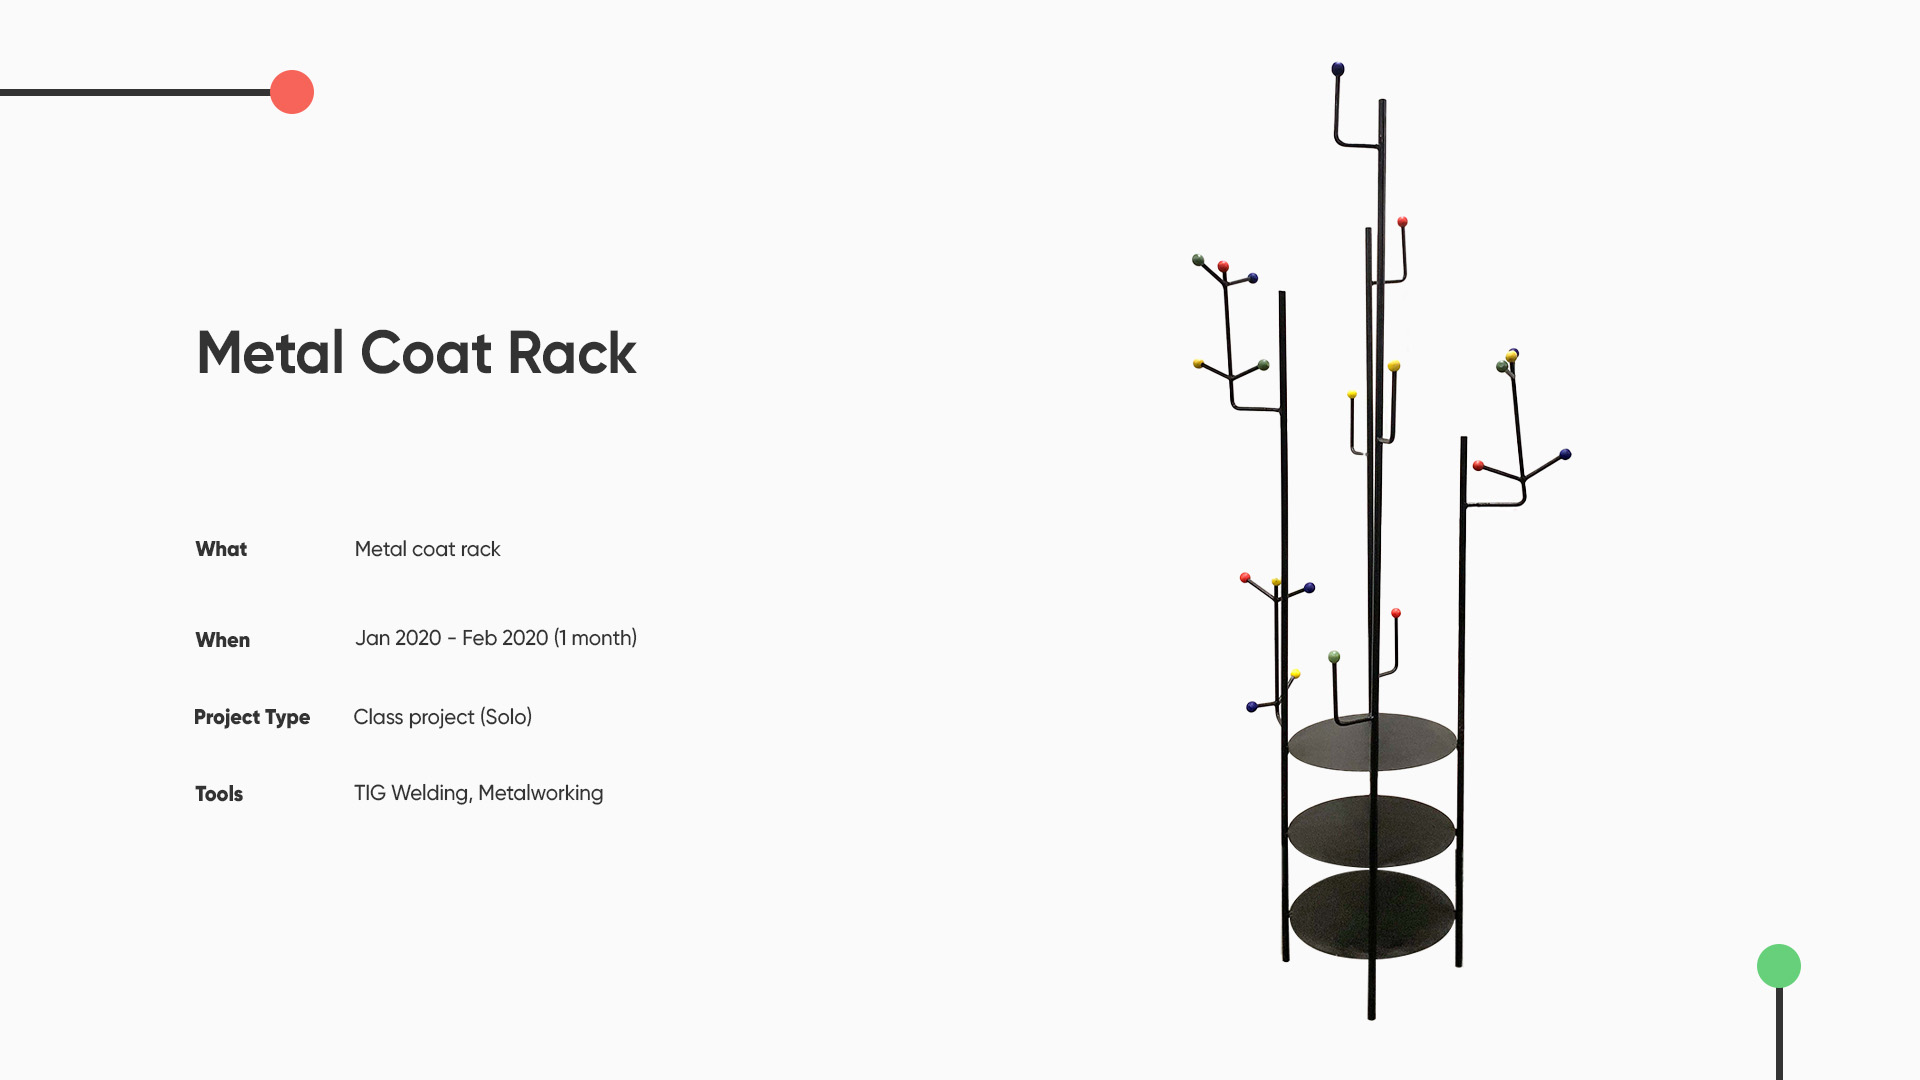 Metal Coat Rack
What Metal coat rack
When Jan 2020 - Feb 2020 (1 month)
Project Type Class project (Solo)
Tools TIG Welding, Metalworking